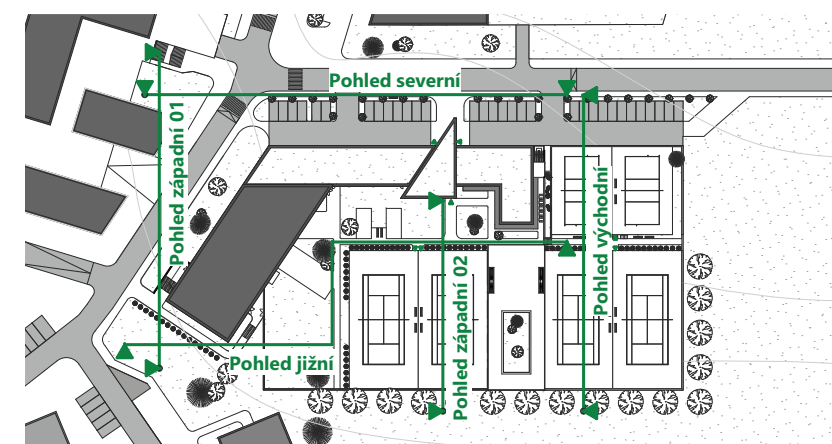 Pohled severní
Pohled západní 01
Pohled východní
Pohled západní 02
Pohled jižní